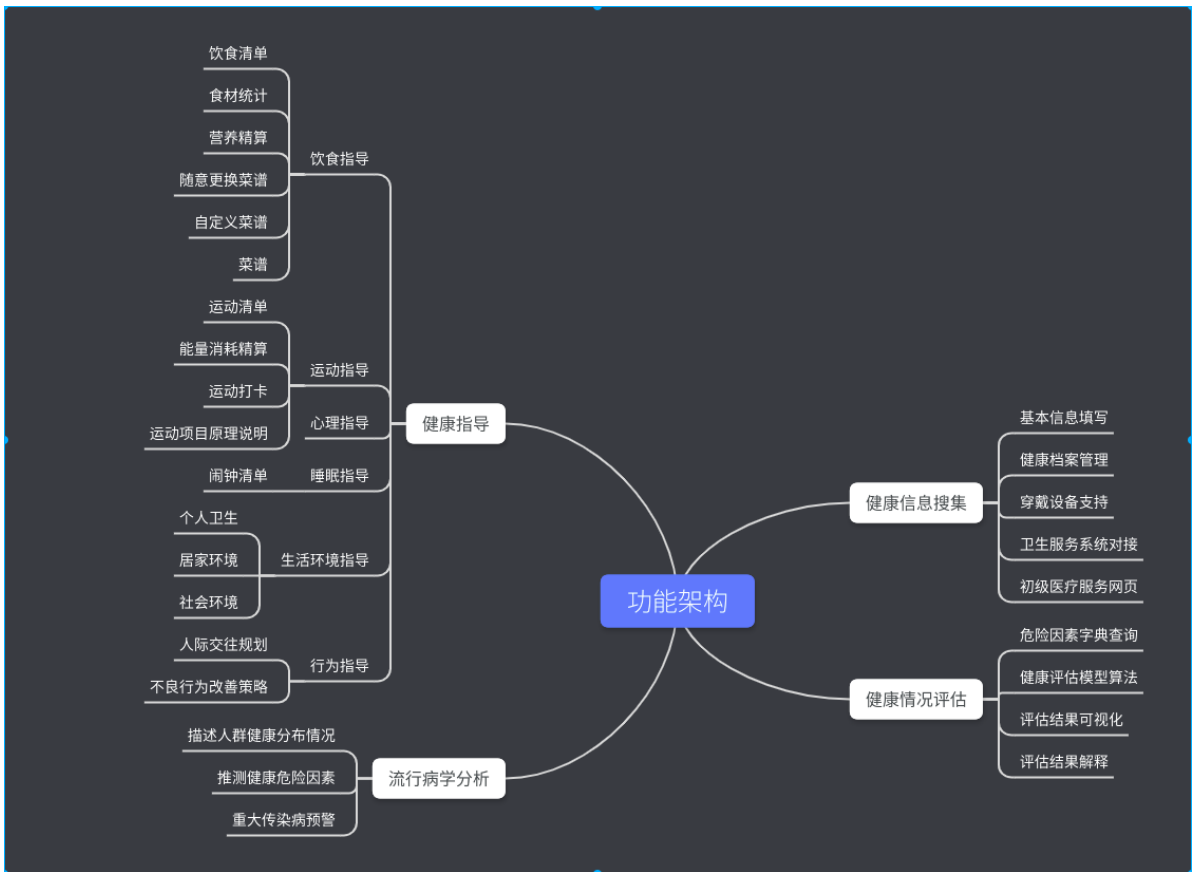 功能架构
健康信息搜集
基本信息填写
健康档案管理
穿戴设备支持
卫生服务系统对接
初级医疗服务网页
健康情况评估
危险因素字典查询
健康评估模型算法
评估结果可视化
评估结果解释
健康指导
饮食指导
饮食清单
食材统计
营养精算
随意更换菜谱
自定义菜谱
菜谱
运动指导
运动清单
能量消耗精算
运动打卡
运动项目原理说明
心理指导
睡眠指导
闹钟清单
生活环境指导
个人卫生
居家环境
社会环境
行为指导
人际交往规划
不良行为改善策略
流行病学分析
描述人群健康分布情况
推测健康危险因素
重大传染病预警